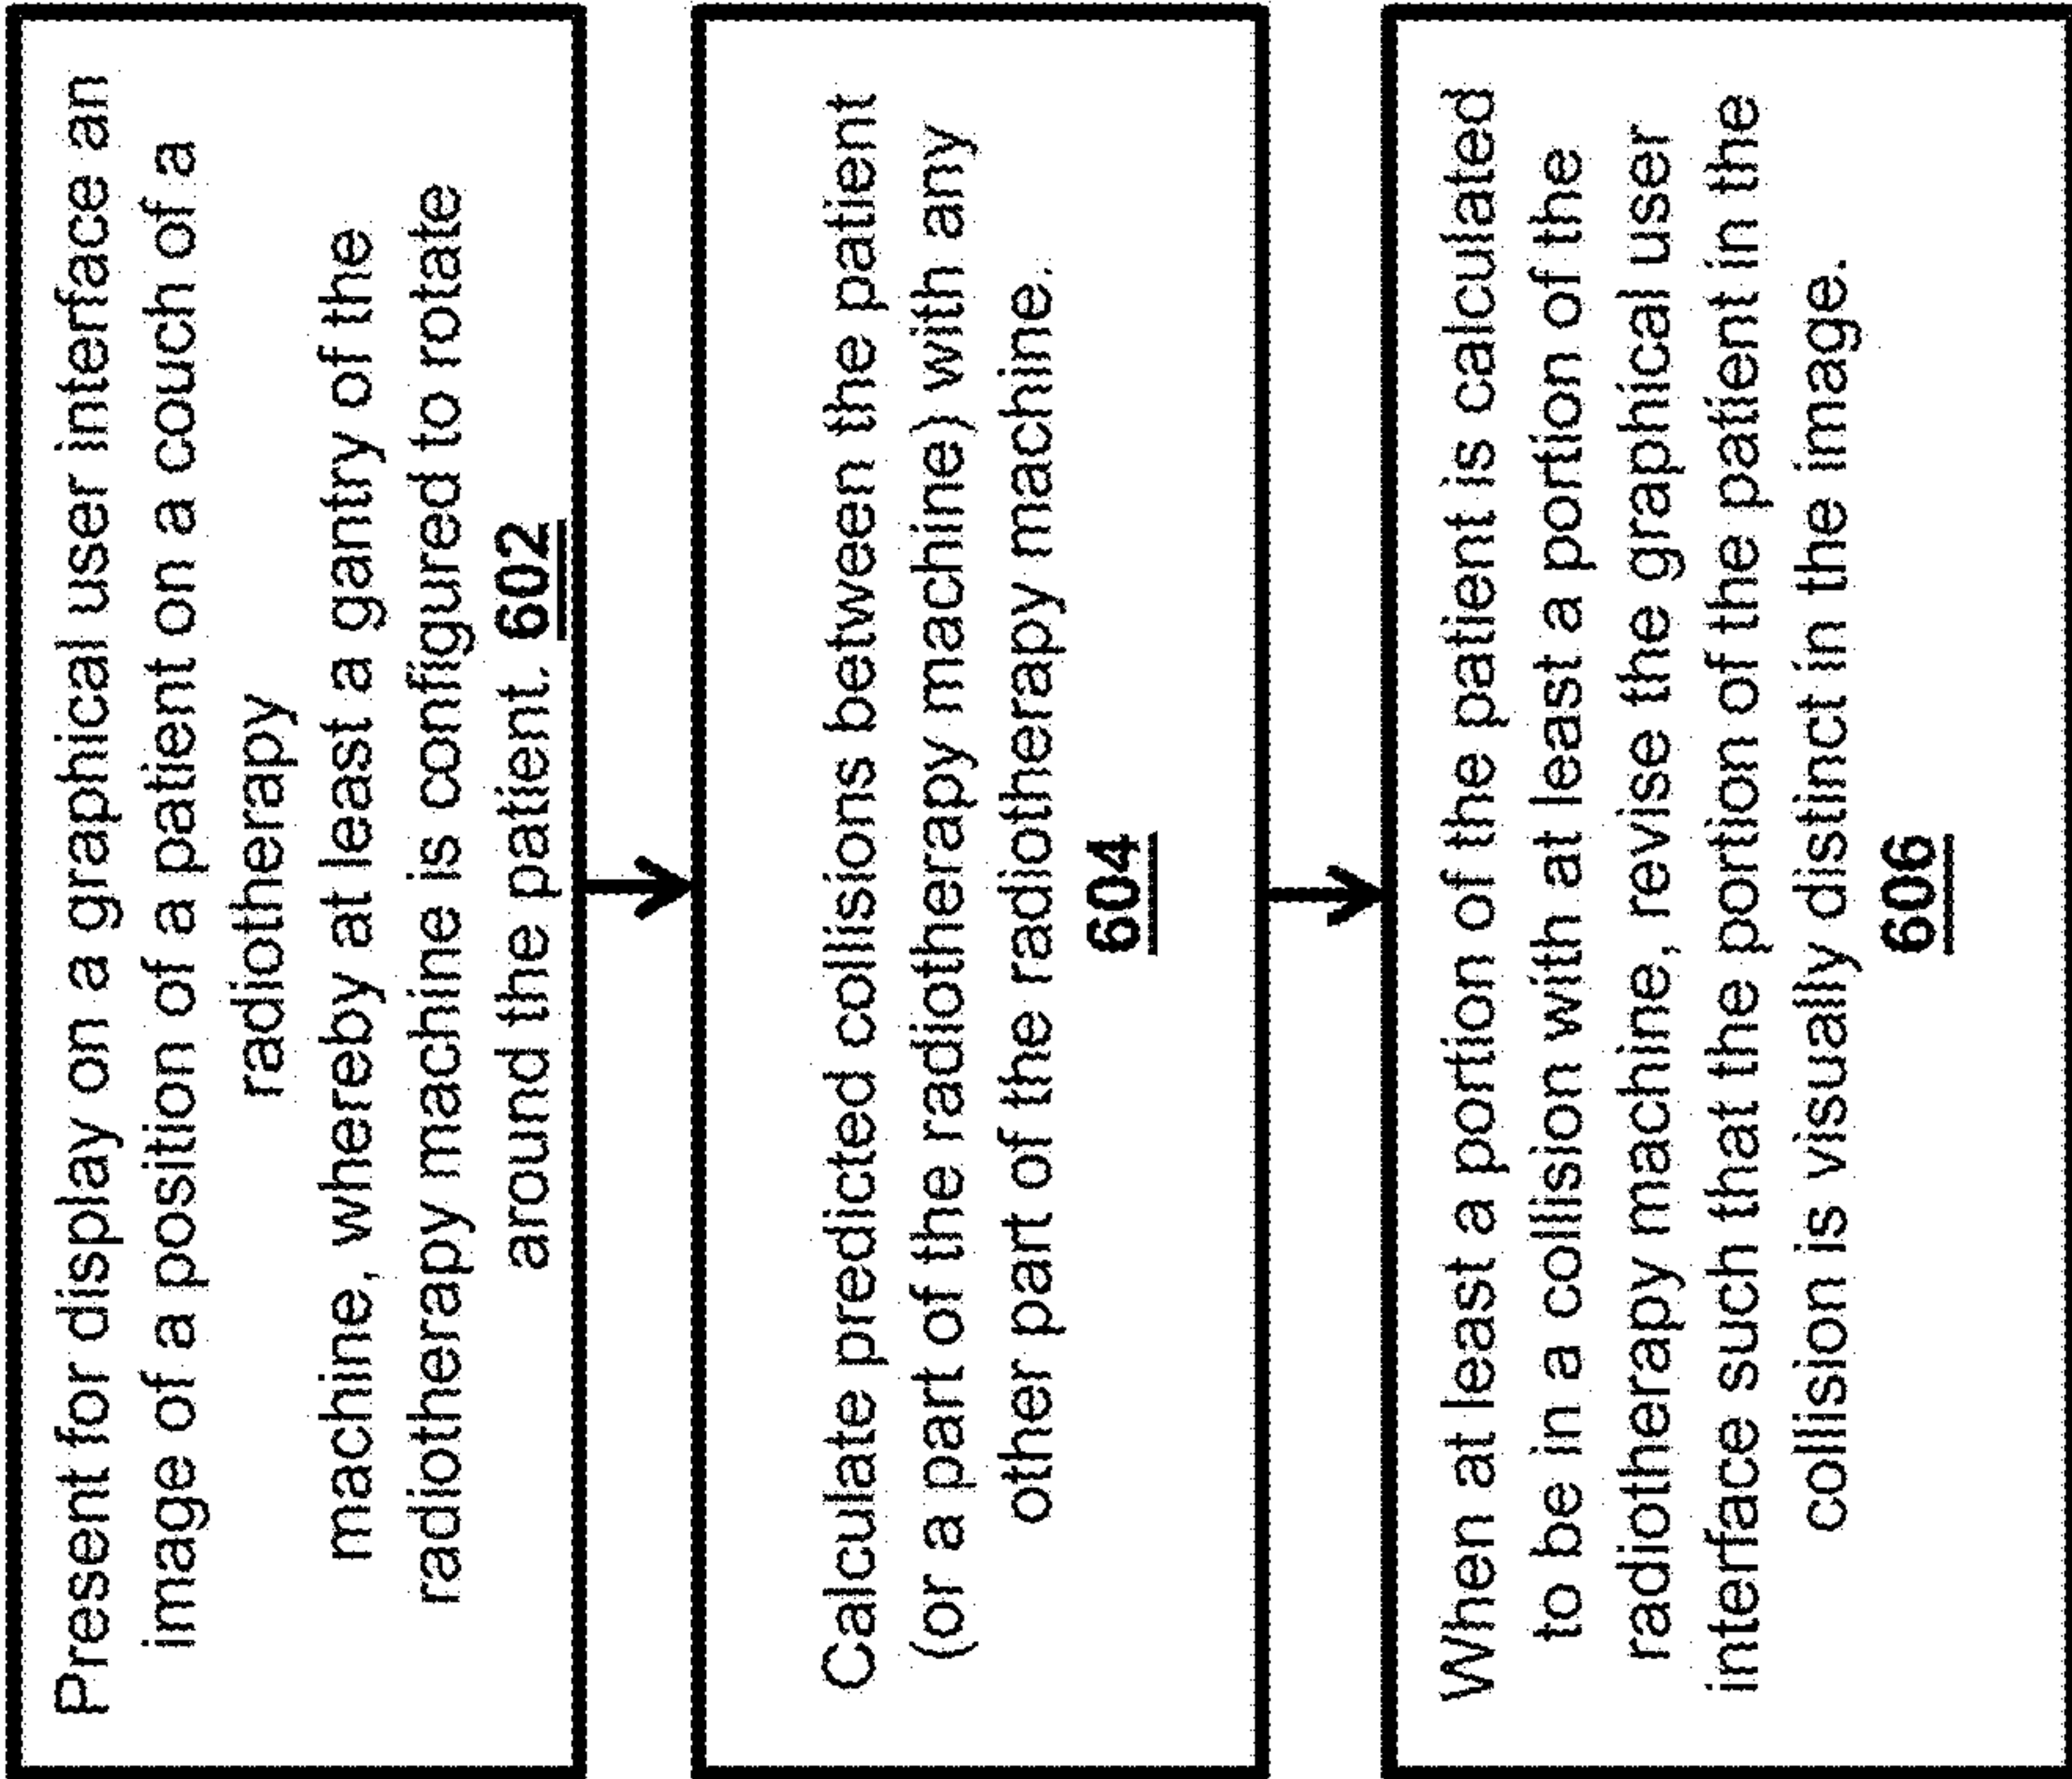 Present for display on a graphical user interface an
image of a position of a patient on a couch of a
radiotherapy
machine, whereby at least a gantry of the
radiotherapy machine is configured to rotate
around the patient. 602
Calculate predicted collisions between the patient
(or a part of the radiotherapy machine) with any
other part of the radiotherapy machine.
604
When at least a portion of the patient is calculated
to be in a collision with at least a portion of the
radiotherapy machine, revise the graphical user
interface such that the portion of the patient in the
collision is visually distinct in the image.
606